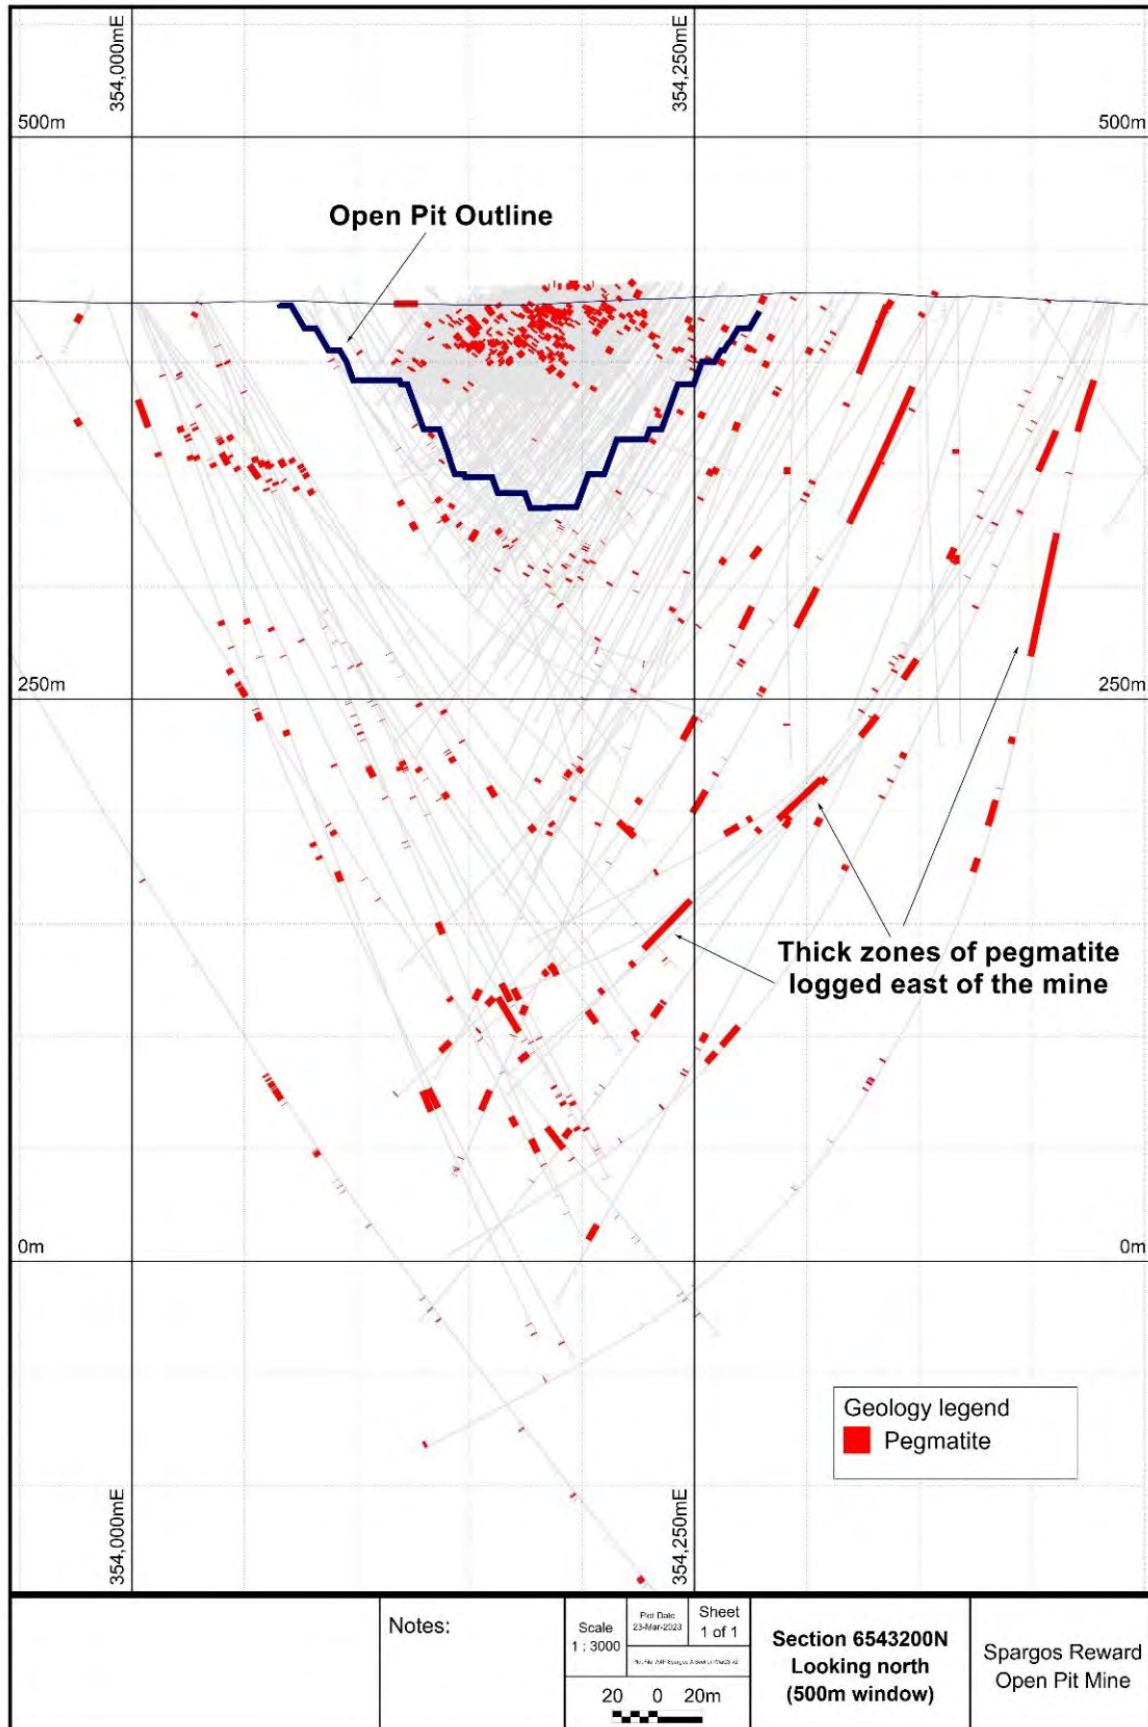 354,000mE
354,250mE
500m
500m
Open Pit Outline
250m
250m
Thick zones of pegmatite
logged east of the mine
0m
0m
Geology legend
Pegmatite
354,000mE
354,250mE
Notes:
Scale
1 : 3000
Plot Date
23-Mar-2023
Sheet
1 of 1
20 0 20m
Section 6543200N
Looking north
(500m window)
Spargos Reward
Open Pit Mine